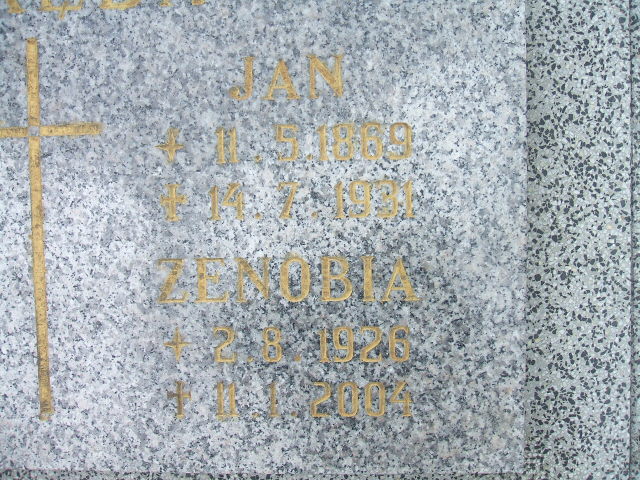 JAN
+ 11.5.1869
+ 14.7.1931
ZENOBIA
+ 2.8.1926
+ 11.1.2004